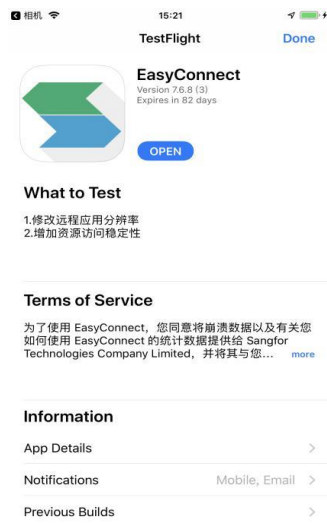 相机
15:21
TestFlight
Done
EasyConnect
Version 7.6.8 (3)
Expires in 82 days
OPEN
What to Test
1.修改远程应用分辨率
2.增加资源访问稳定性
Terms of Service
为了使用 EasyConnect，您同意将崩溃数据以及有关您
如何使用 EasyConnect 的统计数据提供给 Sangfor
Technologies Company Limited，并将其与您... more
Information
App Details
Notifications Mobile, Email
Previous Builds